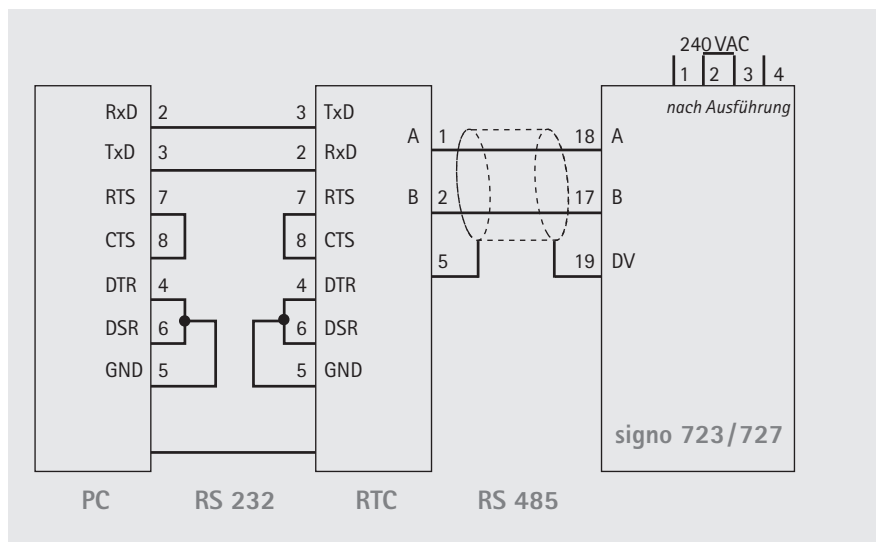 240 VAC
1 2 3 4
nach Ausführung
RxD 2 3 TxD
A 1 18 A
TxD 3 2 RxD
RTS 7 7 RTS
B 2 17 B
CTS 8 8 CTS
5 19 DV
DTR 4 4 DTR
DSR 6 6 DSR
GND 5 5 GND
signo 723/727
PC RS 232 RTC RS 485